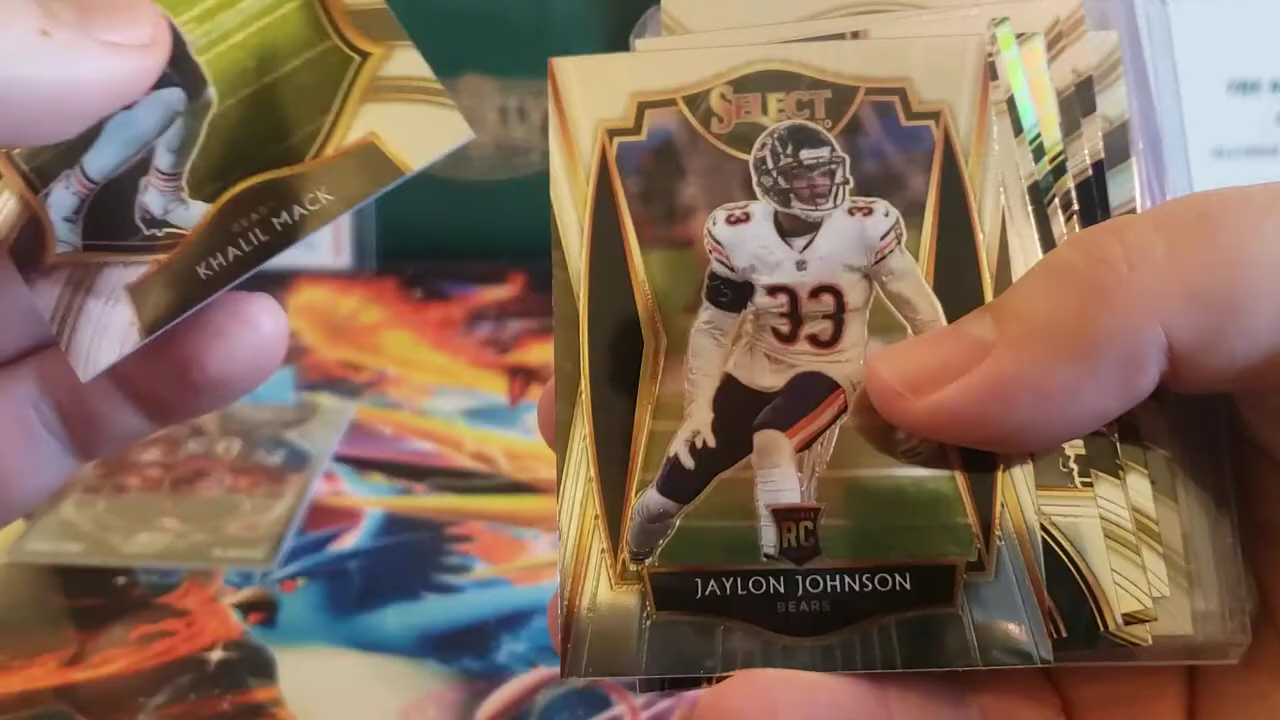 BEARS
KHALIL MACK
SELECT
33
33
33
RC
JAYLON JOHNSON
BEARS